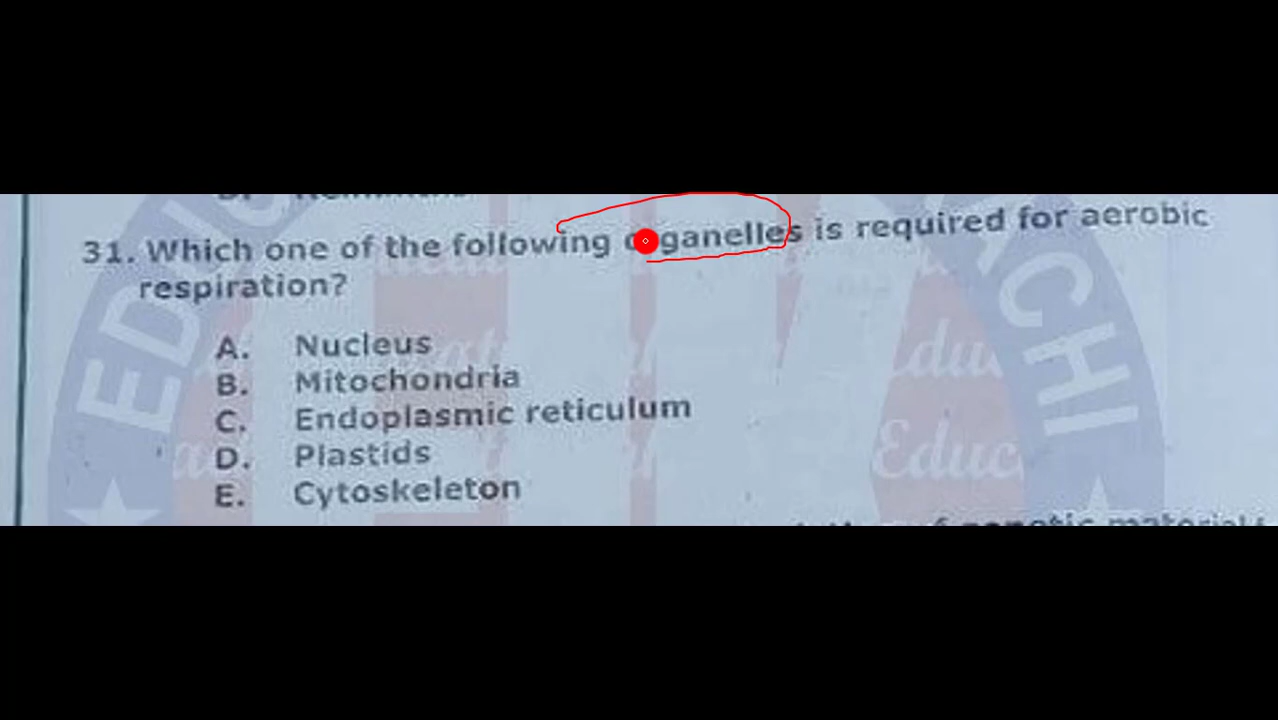 31. Which one of the following organelles is required for aerobic
respiration?
A. Nucleus
B. Mitochondria
C. Endoplasmic reticulum
D. Plastids
E. Cytoskeleton